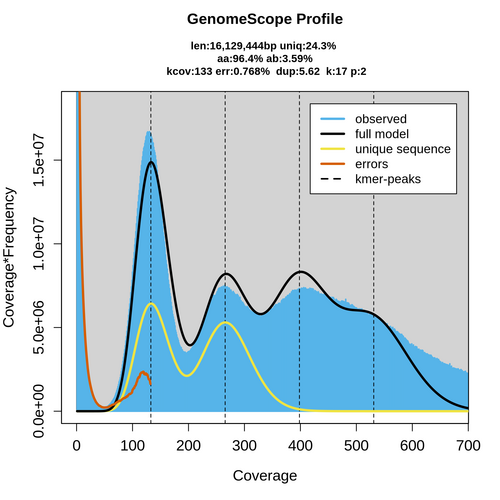 GenomeScope Profile
len:16,129,444bp uniq:24.3%
aa:96.4% ab:3.59%
kcov:133 err:0.768% dup:5.62 k:17 p:2
observed
full model
unique sequence
errors
kmer-peaks
Coverage*Frequency
1.5e+07
1.0e+07
5.0e+06
0.0e+00
0 100 200 300 400 500 600 700
Coverage